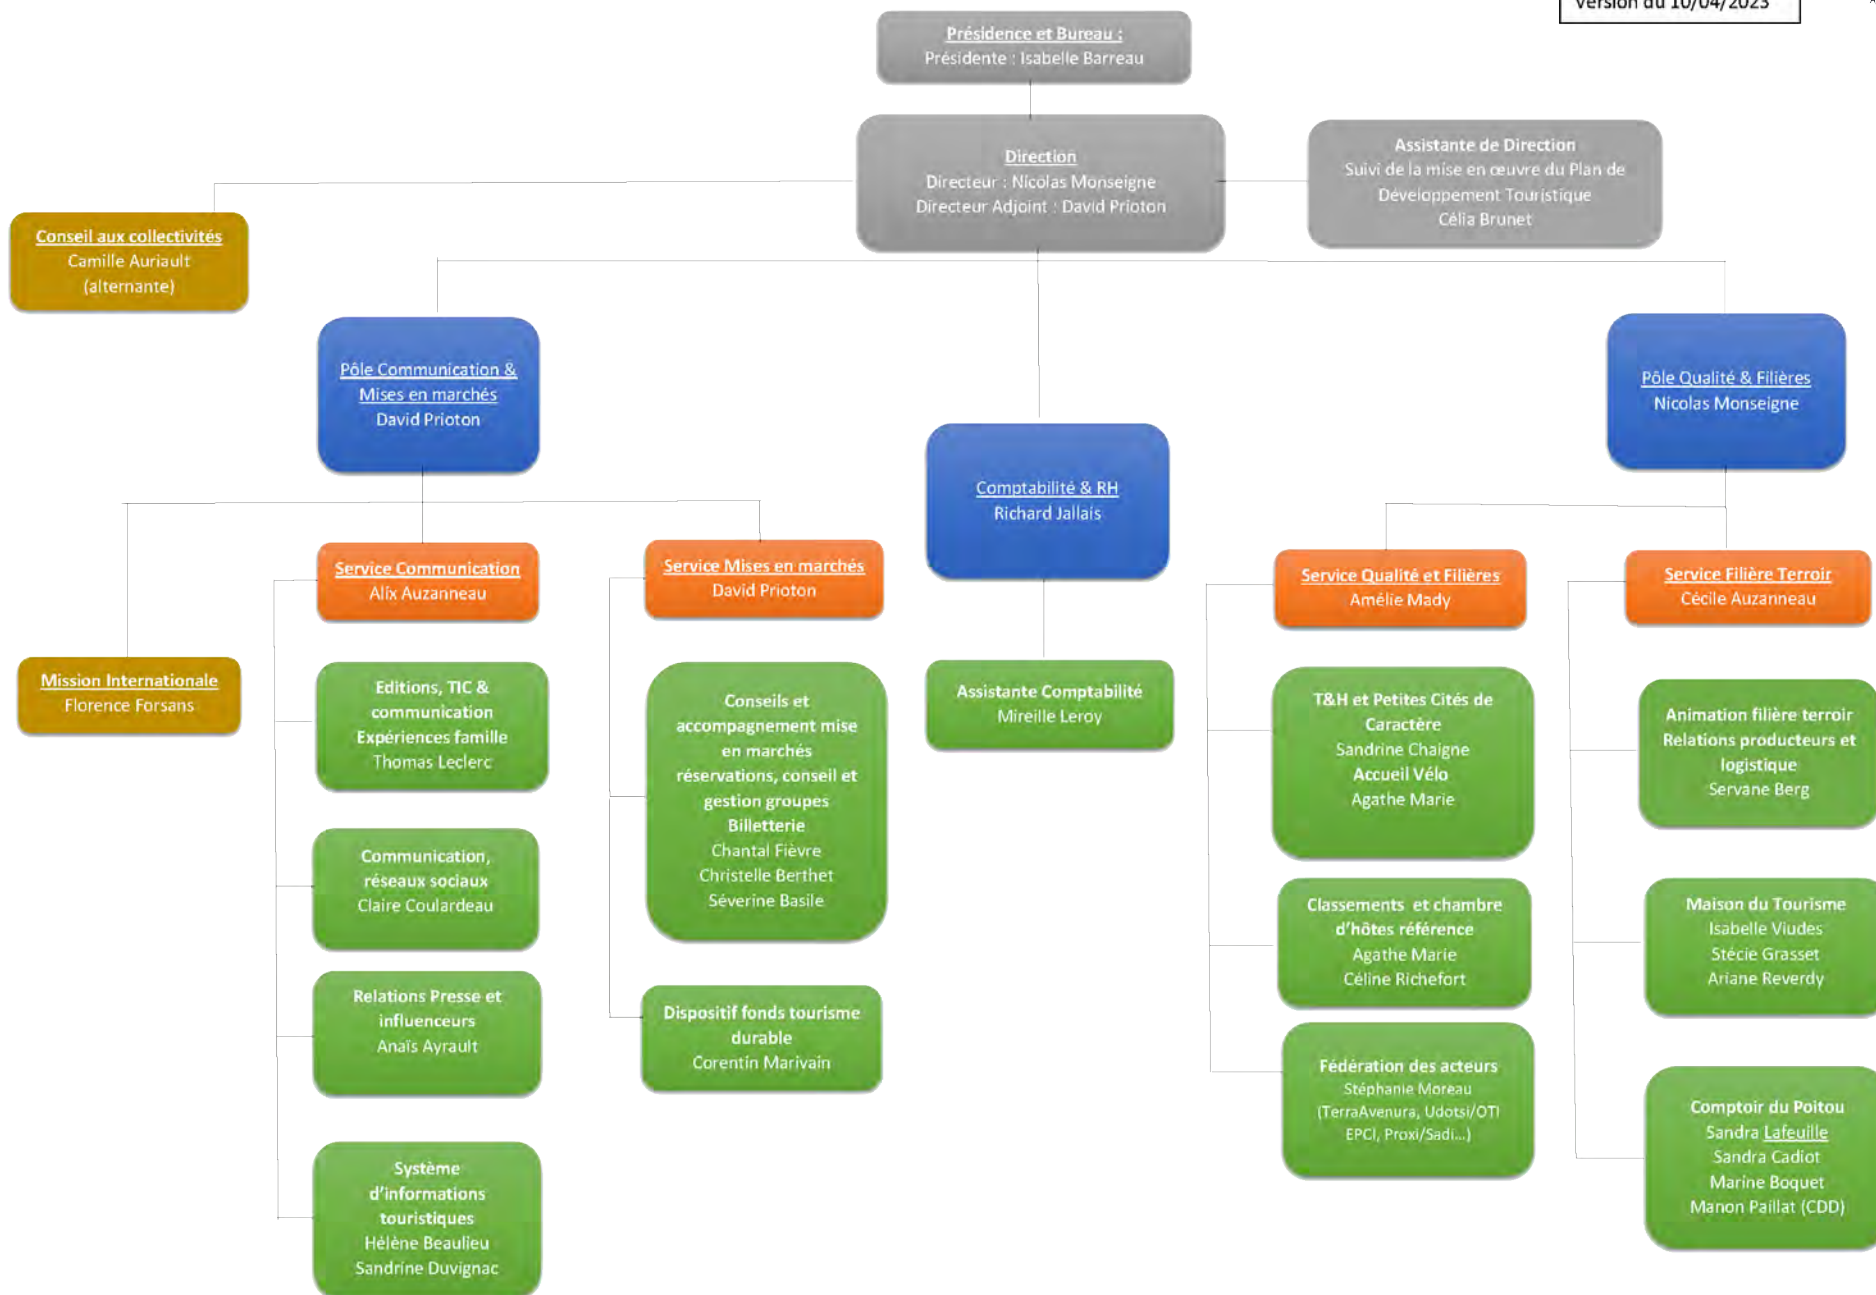 Version du 10/04/2023
Présidence et Bureau :
Présidente : Isabelle Barreau
Direction
Directeur : Nicolas Monseigne
Directeur Adjoint : David Prioton
Assistante de Direction
Suivi de la mise en œuvre du Plan de
Développement Touristique
Célia Brunet
Conseil aux collectivités
Camille Auriault
(alternante)
Pôle Communication &
Mises en marchés
David Prioton
Comptabilité & RH
Richard Jallais
Pôle Qualité & Filières
Nicolas Monseigne
Mission Internationale
Florence Forsans
Service Communication
Alix Auzanneau
Editions, TIC &
communication
Expériences famille
Thomas Leclerc
Communication,
réseaux sociaux
Claire Coulardeau
Relations Presse et
influenceurs
Anaïs Ayrault
Système
d'informations
touristiques
Hélène Beaulieu
Sandrine Duvignac
Service Mises en marchés
David Prioton
Conseils et
accompagnement mise
en marchés
réservations, conseil et
gestion groupes
Billetterie
Chantal Fièvre
Christelle Berthet
Séverine Basile
Dispositif fonds tourisme
durable
Corentin Marivain
Assistante Comptabilité
Mireille Leroy
Service Qualité et Filières
Amélie Mady
T&H et Petites Cités de
Caractère
Sandrine Chaigne
Accueil Vélo
Agathe Marie
Classements et chambre
d'hôtes référence
Agathe Marie
Céline Richefort
Fédération des acteurs
Stéphanie Moreau
(TerraAvenura, Udotsi/OTI
EPCI, Proxi/Sadi...)
Service Filière Terroir
Cécile Auzanneau
Animation filière terroir
Relations producteurs et
logistique
Servane Berg
Maison du Tourisme
Isabelle Viudes
Stécie Grasset
Ariane Reverdy
Comptoir du Poitou
Sandra Lafeuille
Sandra Cadiot
Marine Boquet
Manon Paillat (CDD)